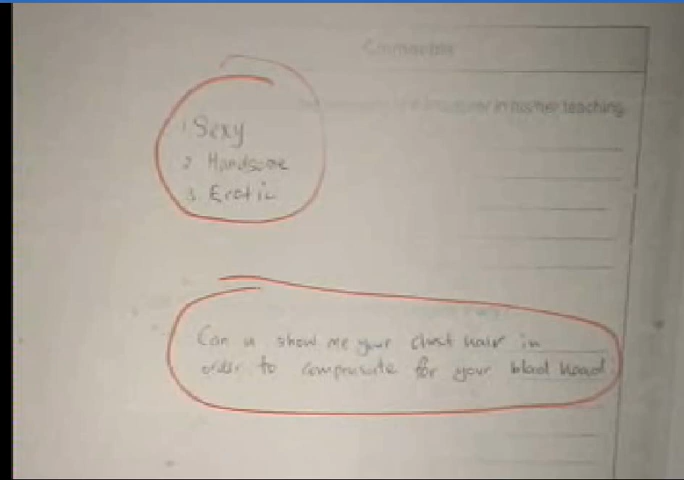 Comments
in his/her teaching
1 Sexy
2 Handsome
3. Erotic
Can u show me your chest hair in
order to compensate for your blad head